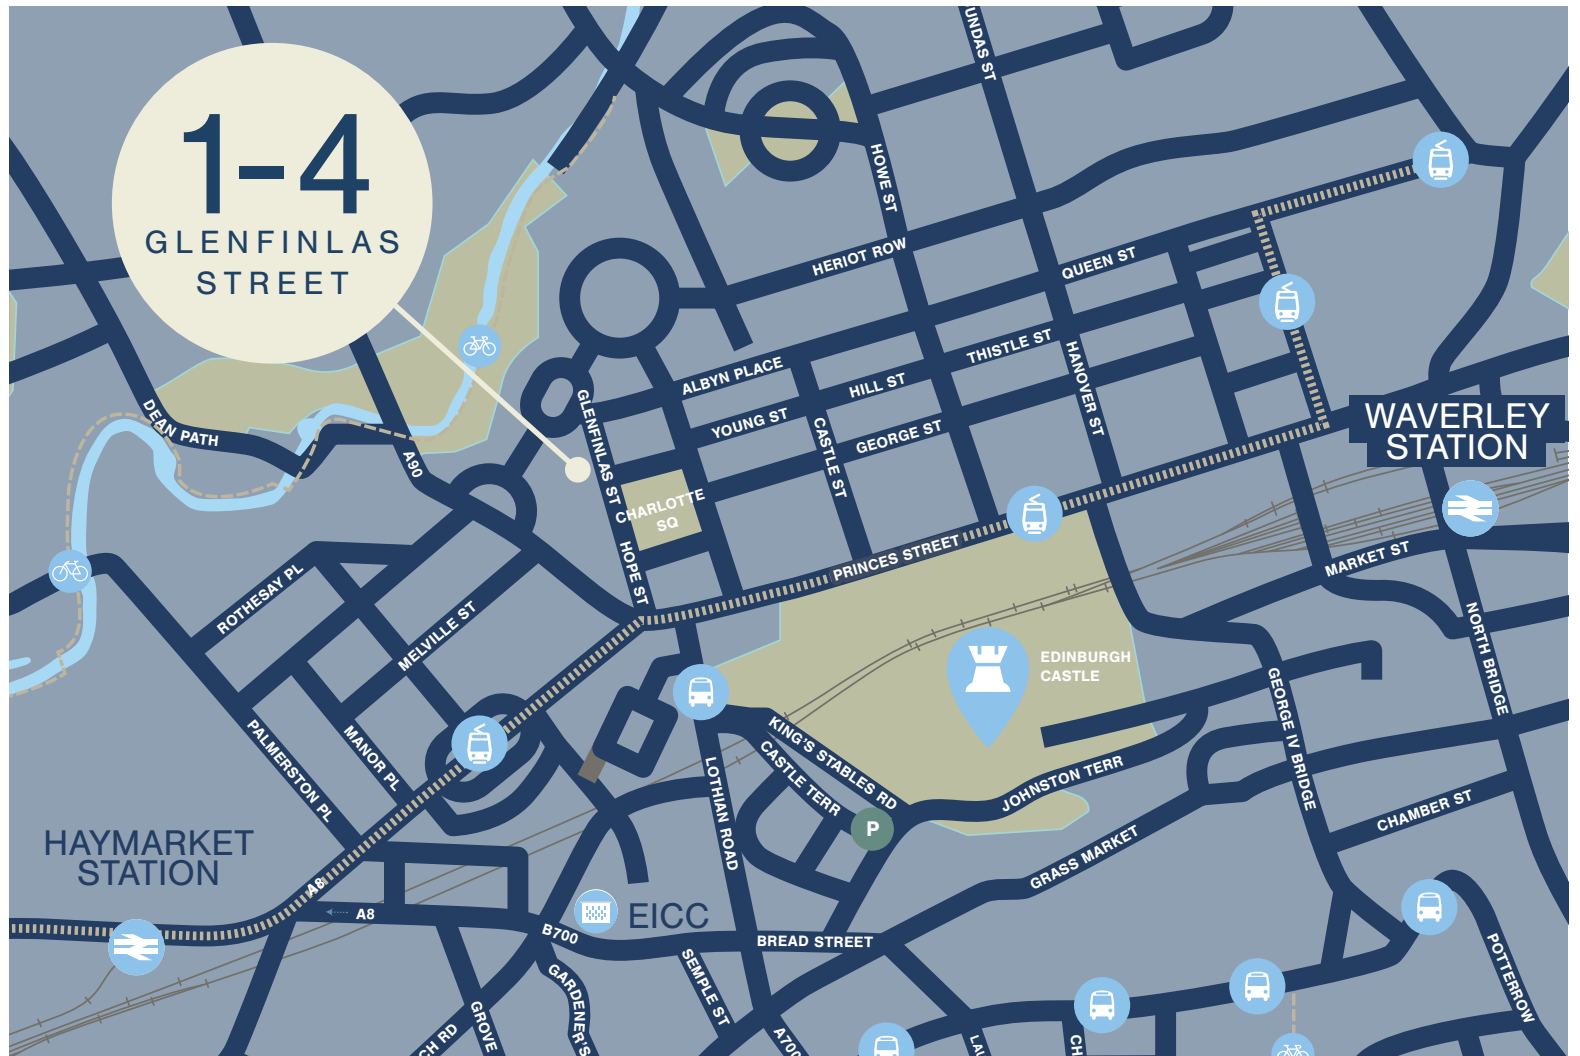 1-4
GLENFINLAS
STREET
UNDAS ST
HOWE ST
HERIOT ROW
QUEEN ST
THISTLE ST
HANOVER ST
ALBYN PLACE
HILL ST
YOUNG ST
CASTLE ST
GEORGE ST
GLENFINLAS ST
CHARLOTTE
SQ
HOPE ST
PRINCES STREET
DEAN PATH
A90
WAVERLEY
STATION
MARKET ST
NORTH BRIDGE
ROTHESAY PL
MELVILLE ST
MANOR PL
PALMERSTON PL
EDINBURGH
CASTLE
KING'S STABLES RD
CASTLE TERR
LOTHIAN ROAD
JOHNSTON TERR
GEORGE IV BRIDGE
CHAMBER ST
GRASS MARKET
P
HAYMARKET
STATION
A8
A8
EICC
B700
BREAD STREET
SEMPLE ST
GARDENER'S
GROVE
CH RD
A700
LAU
CH
POTTERROW